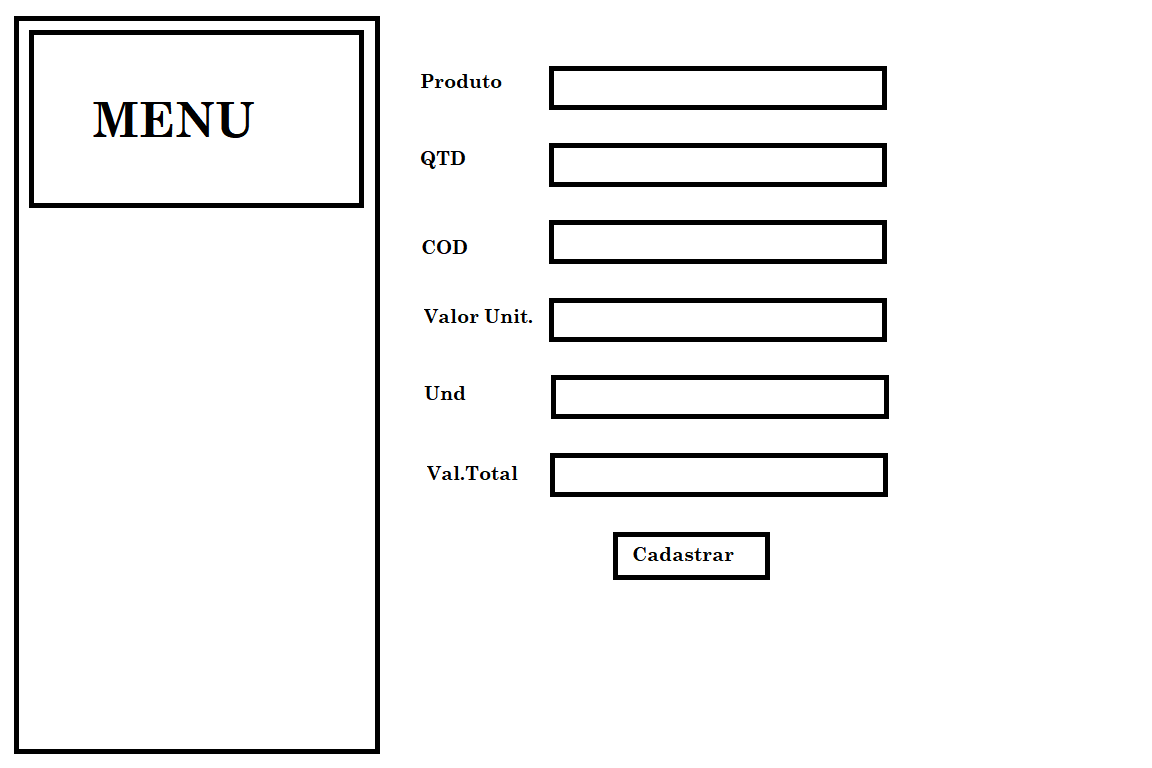 MENU
Produto
QTD
COD
Valor Unit.
Und
Val.Total
Cadastrar